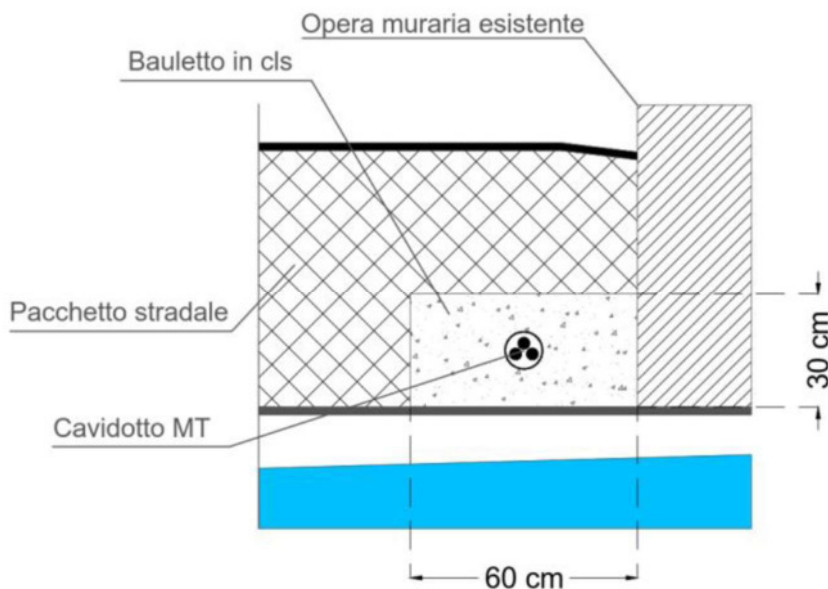 Opera muraria esistente
Bauletto in cls
Pacchetto stradale
30 cm
Cavidotto MT
60 cm